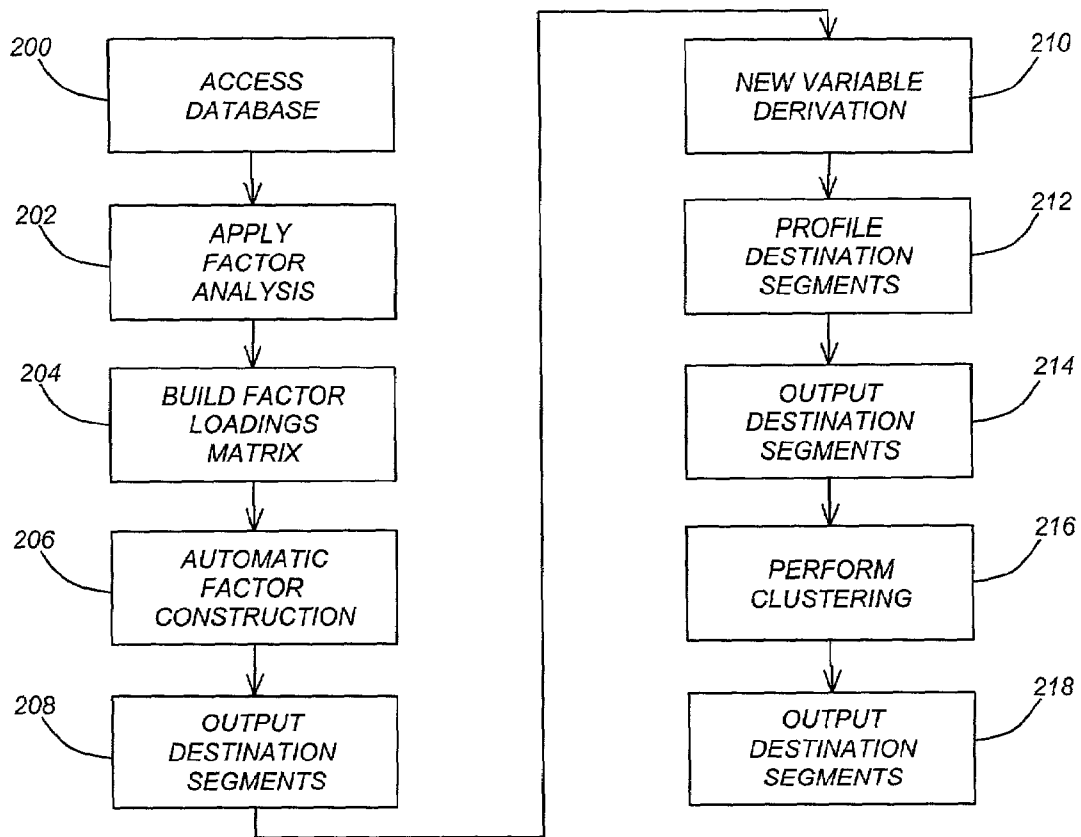 200
ACCESS
DATABASE
202
APPLY
FACTOR
ANALYSIS
204
BUILD FACTOR
LOADINGS
MATRIX
206
AUTOMATIC
FACTOR
CONSTRUCTION
208
OUTPUT
DESTINATION
SEGMENTS
210
NEW VARIABLE
DERIVATION
212
PROFILE
DESTINATION
SEGMENTS
214
OUTPUT
DESTINATION
SEGMENTS
216
PERFORM
CLUSTERING
218
OUTPUT
DESTINATION
SEGMENTS